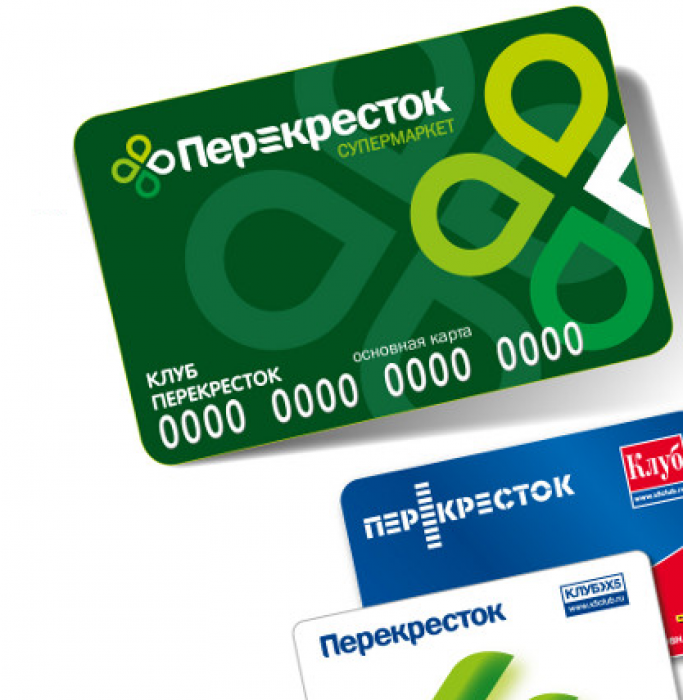 Перекресток
СУПЕРМАРКЕТ
основная карта
КЛУБ
ПЕРЕКРЕСТОК
0000 0000 0000 0000
ПЕРЕКРЕСТОК
Клуб
Перекресток
КЛУБ X5
www.x5club.ru